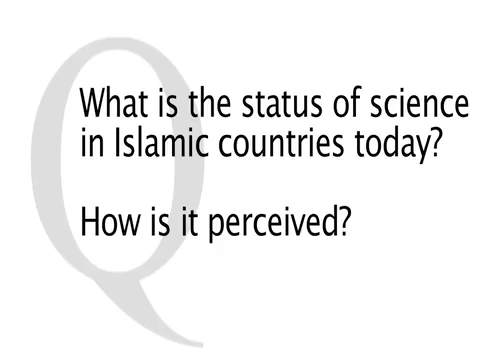 Q
What is the status of science
in Islamic countries today?
How is it perceived?